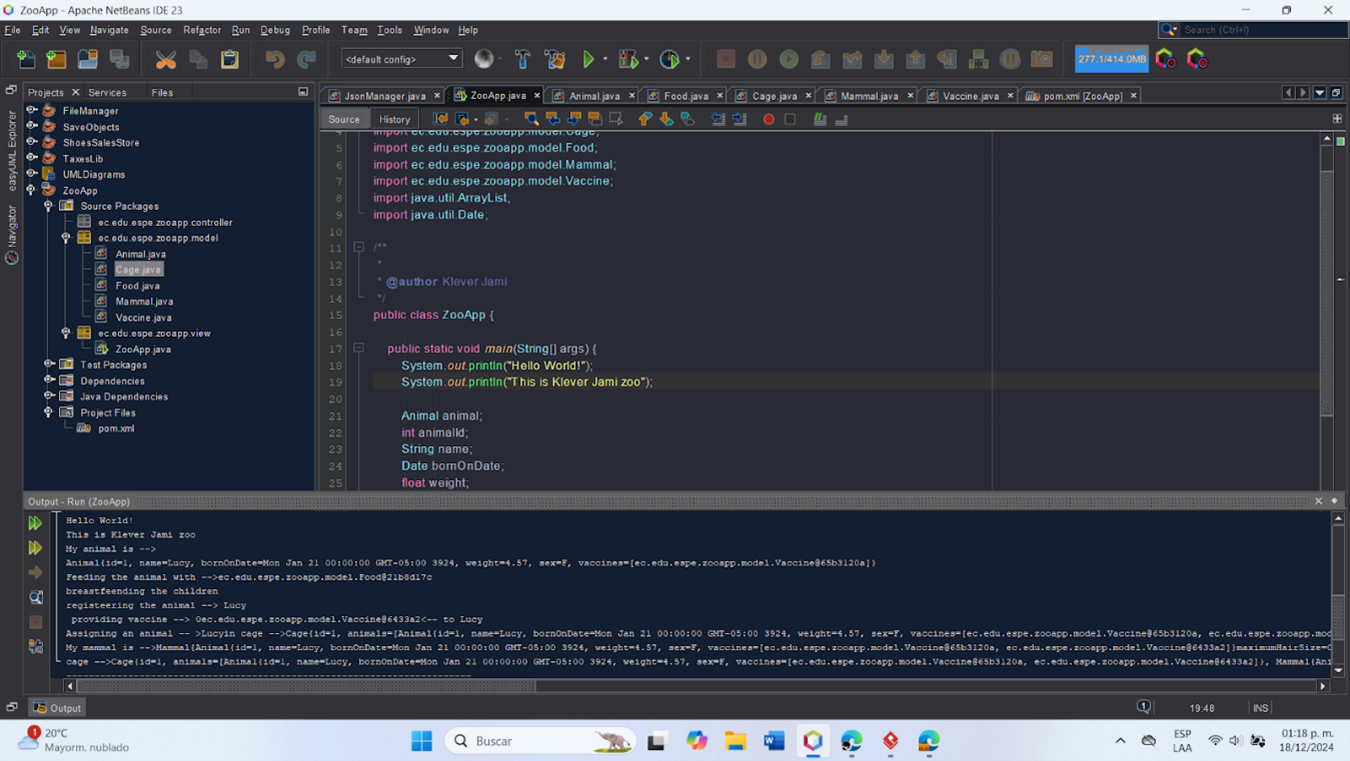 ZooApp - Apache NetBeans IDE 23
File Edit View Navigate Source Refactor Run Debug Profile Team Tools Window Help
Search (Ctrl+I)
<default config>
277.1/414.0MB
Projects Services Files
JsonManager.java ZooApp.java Animal.java Food.java Cage.java Mammal.java Vaccine.java pom.xml [ZooApp]
Source History
easyUML Explorer
Navigator
FileManager
SaveObjects
ShoesSalesStore
TaxesLib
UMLDiagrams
ZooApp
Source Packages
ec.edu.espe.zooapp.controller
ec.edu.espe.zooapp.model
Animal.java
Cage.java
Food.java
Mammal.java
Vaccine.java
ec.edu.espe.zooapp.view
ZooApp.java
Test Packages
Dependencies
Java Dependencies
Project Files
pom.xml
4 import ec.edu.espe.zooapp.model.Cage;
5 import ec.edu.espe.zooapp.model.Food;
6 import ec.edu.espe.zooapp.model.Mammal;
7 import ec.edu.espe.zooapp.model.Vaccine;
8 import java.util.ArrayList;
9 import java.util.Date;
10
11 /**
12 *
13 * @author Klever Jami
14 */
15 public class ZooApp {
16
17 public static void main(String[] args) {
18 System.out.println("Hello World!");
19 System.out.println("This is Klever Jami zoo");
20
21 Animal animal;
22 int animalId;
23 String name;
24 Date bornOnDate;
25 float weight;
Output - Run (ZooApp)
Hello World!
This is Klever Jami zoo
My animal is -->
Animal{id=1, name=Lucy, bornOnDate=Mon Jan 21 00:00:00 GMT-05:00 3924, weight=4.57, sex=F, vaccines=[ec.edu.espe.zooapp.model.Vaccine@65b3120a]}
Feeding the animal with -->ec.edu.espe.zooapp.model.Food@21b8d17c
breastfeending the children
registeering the animal --> Lucy
providing vaccine --> 0ec.edu.espe.zooapp.model.Vaccine@6433a2<-- to Lucy
Assigning an animal -- >Lucyin cage -->Cage{id=1, animals=[Animal{id=1, name=Lucy, bornOnDate=Mon Jan 21 00:00:00 GMT-05:00 3924, weight=4.57, sex=F, vaccines=[ec.edu.espe.zooapp.model.Vaccine@65b3120a, ec.edu.espe.zooapp.mod
My mammal is -->Mammal{Animal{id=1, name=Lucy, bornOnDate=Mon Jan 21 00:00:00 GMT-05:00 3924, weight=4.57, sex=F, vaccines=[ec.edu.espe.zooapp.model.Vaccine@65b3120a, ec.edu.espe.zooapp.model.Vaccine@6433a2]}maximumHairSize=
cage -->Cage{id=1, animals=[Animal{id=1, name=Lucy, bornOnDate=Mon Jan 21 00:00:00 GMT-05:00 3924, weight=4.57, sex=F, vaccines=[ec.edu.espe.zooapp.model.Vaccine@65b3120a, ec.edu.espe.zooapp.model.Vaccine@6433a2]}, Mammal{Ani
------------------------------------------------------------
Output
1 19:48 INS
1
20°C
Mayorm. nublado
Buscar
ESP
LAA
01:18 p. m.
18/12/2024